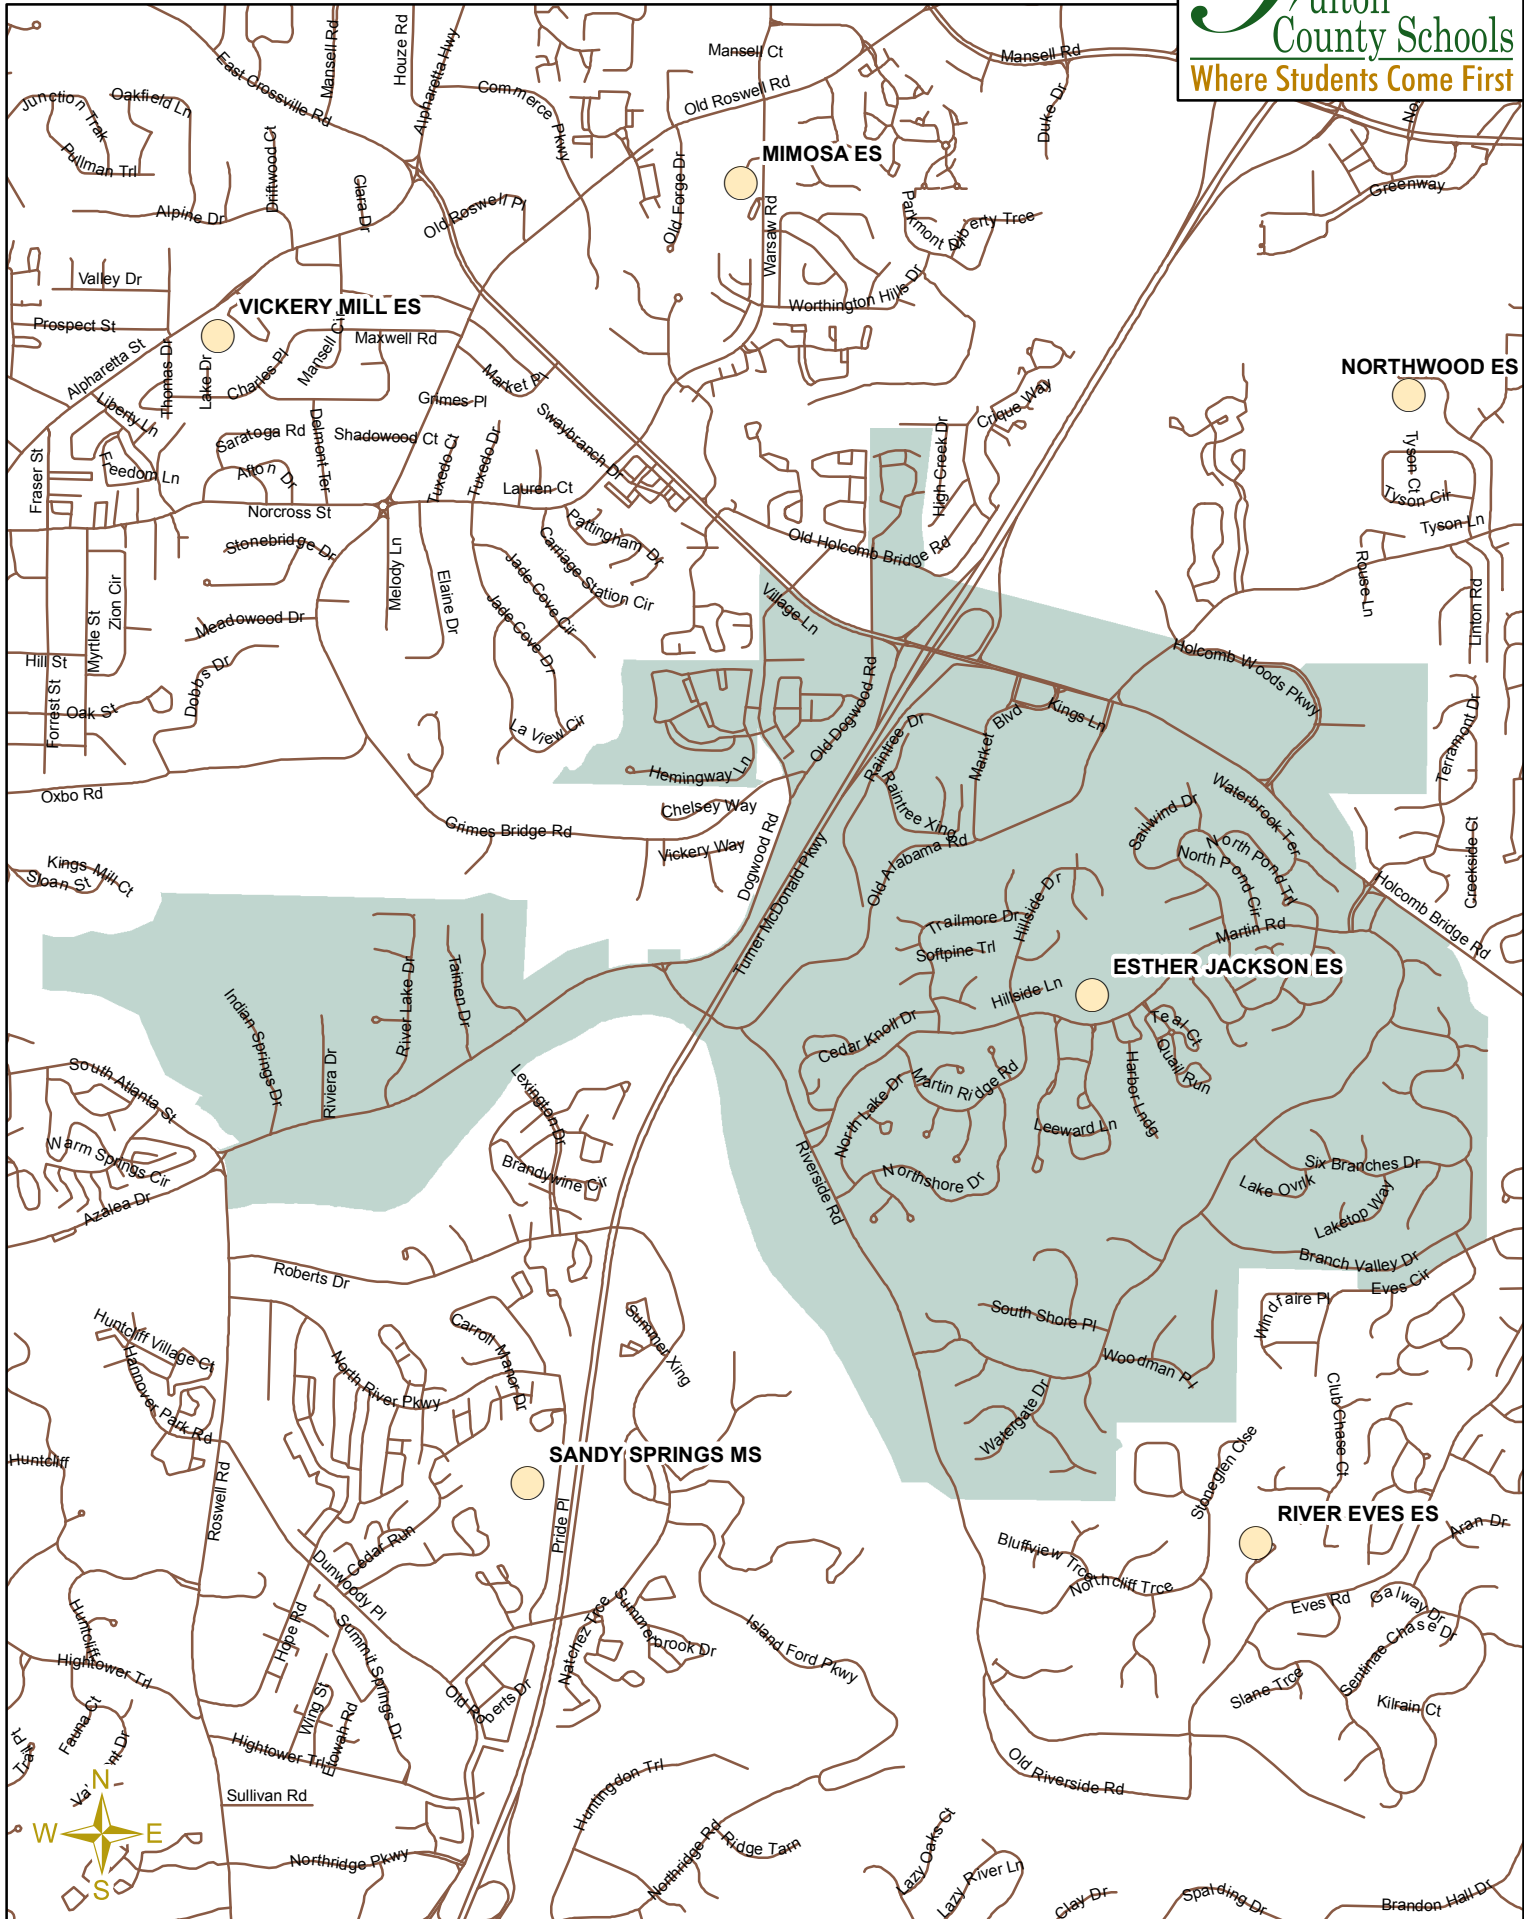 County Schools
Where Students Come First
Mansell Rd
Houze Rd
Alpharetta Hwy
Mansell Ct
Mansell Rd
East Crossville Rd
Commerce Pkwy
Old Roswell Rd
Duke Dr
Junction Trak
Oakfield Ln
Pullman Trl
Driftwood Ct
Clara Dr
Alpine Dr
Old Roswell Pl
Old Forge Dr
MIMOSA ES
Warsaw Rd
Parkmont Dr
Liberty Trce
Greenway
Valley Dr
Worthington Hills Dr
VICKERY MILL ES
Prospect St
Alpharetta St
Thomas Dr
Lake Dr
Charles Pl
Mansell Cir
Maxwell Rd
Market Pl
NORTHWOOD ES
Liberty Ln
Grimes Pl
Swaybranch Dr
Crique Way
High Creek Dr
Saratoga Rd
Delmont Ter
Shadowood Ct
Tuxedo Ct
Tuxedo Dr
Tyson Ct
Fraser St
Freedom Ln
Afton Dr
Lauren Ct
Tyson Cir
Norcross St
Pattingham Dr
Tyson Ln
Stonebridge Dr
Carriage Station Cir
Old Holcomb Bridge Rd
Melody Ln
Elaine Dr
Jade Cove Cir
Jade Cove Dr
Village Ln
Rouse Ln
Linton Rd
Zion Cir
Myrtle St
Meadowood Dr
Hill St
Dobbs Dr
Holcomb Woods Pkwy
Forrest St
Oak St
La View Cir
Old Dogwood Rd
Raintree Dr
Market Blvd
Kings Ln
Terramont Dr
Hemingway Ln
Oxbo Rd
Chelsey Way
Raintree Xing
Sailwind Dr
Waterbrook Ter
Grimes Bridge Rd
Vickery Way
Dogwood Rd
Turner McDonald Pkwy
Old Alabama Rd
North Pond Trl
North Pond Cir
Creekside Ct
Kings Mill Ct
Sloan St
Hillside Dr
Trailmore Dr
Softpine Trl
Martin Rd
Holcomb Bridge Rd
ESTHER JACKSON ES
Indian Springs Dr
River Lake Dr
Taimen Dr
Riviera Dr
Hillside Ln
Cedar Knoll Dr
Teal Ct
Quail Run
Harbor Lndg
South Atlanta St
Lexington Dr
Martin Ridge Rd
North Lake Dr
Leeward Ln
Warm Springs Cir
Azalea Dr
Brandywine Cir
Riverside Rd
Northshore Dr
Six Branches Dr
Lake Ovrlk
Laketop Way
Branch Valley Dr
Roberts Dr
Eves Cir
Windfaire Pl
Huntcliff Village Ct
Hannover Park Rd
Carroll Manor Dr
Summer Xing
South Shore Pl
North River Pkwy
Woodman Pl
Watergate Dr
Club Chase Ct
Huntcliff
SANDY SPRINGS MS
Stoneglen Clse
Roswell Rd
Pride Pl
RIVER EVES ES
Aran Dr
Cedar Run
Dunwoody Pl
Bluffview Trce
Northcliff Trce
Eves Rd
Galway Dr
Huntcliff
Hope Rd
Summit Springs Dr
Natchez Trce
Summerbrook Dr
Island Ford Pkwy
Sentinae Chase Dr
Hightower Trl
Slane Trce
Kilrain Ct
Fauna Ct
Wing St
Etowah Rd
Old Roberts Dr
Hightower Trl
Old Riverside Rd
Sullivan Rd
Huntingdon Trl
N
W E
S
Northridge Pkwy
Northridge Rd
Ridge Tarn
Lazy Oaks Ct
Lazy River Ln
Clay Dr
Spalding Dr
Brandon Hall Dr